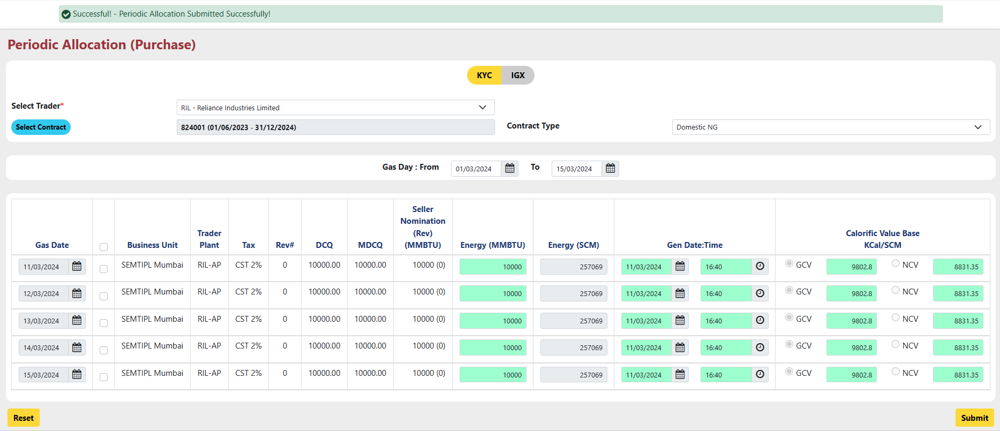 Successful! - Periodic Allocation Submitted Successfully!
Periodic Allocation (Purchase)
KYC IGX
Select Trader* RIL - Reliance Industries Limited
Select Contract 824001 (01/06/2023 - 31/12/2024) Contract Type Domestic NG
Gas Day : From 01/03/2024 To 15/03/2024
Gas Date Business Unit Trader Plant Tax Rev# DCQ MDCQ Seller Nomination (Rev) (MMBTU) Energy (MMBTU) Energy (SCM) Gen Date:Time Calorific Value Base KCal/SCM
11/03/2024 SEMTIPL Mumbai RIL-AP CST 2% 0 10000.00 10000.00 10000 (0) 10000 257069 11/03/2024 16:40 GCV 9802.8 NCV 8831.35
12/03/2024 SEMTIPL Mumbai RIL-AP CST 2% 0 10000.00 10000.00 10000 (0) 10000 257069 11/03/2024 16:40 GCV 9802.8 NCV 8831.35
13/03/2024 SEMTIPL Mumbai RIL-AP CST 2% 0 10000.00 10000.00 10000 (0) 10000 257069 11/03/2024 16:40 GCV 9802.8 NCV 8831.35
14/03/2024 SEMTIPL Mumbai RIL-AP CST 2% 0 10000.00 10000.00 10000 (0) 10000 257069 11/03/2024 16:40 GCV 9802.8 NCV 8831.35
15/03/2024 SEMTIPL Mumbai RIL-AP CST 2% 0 10000.00 10000.00 10000 (0) 10000 257069 11/03/2024 16:40 GCV 9802.8 NCV 8831.35
Reset Submit